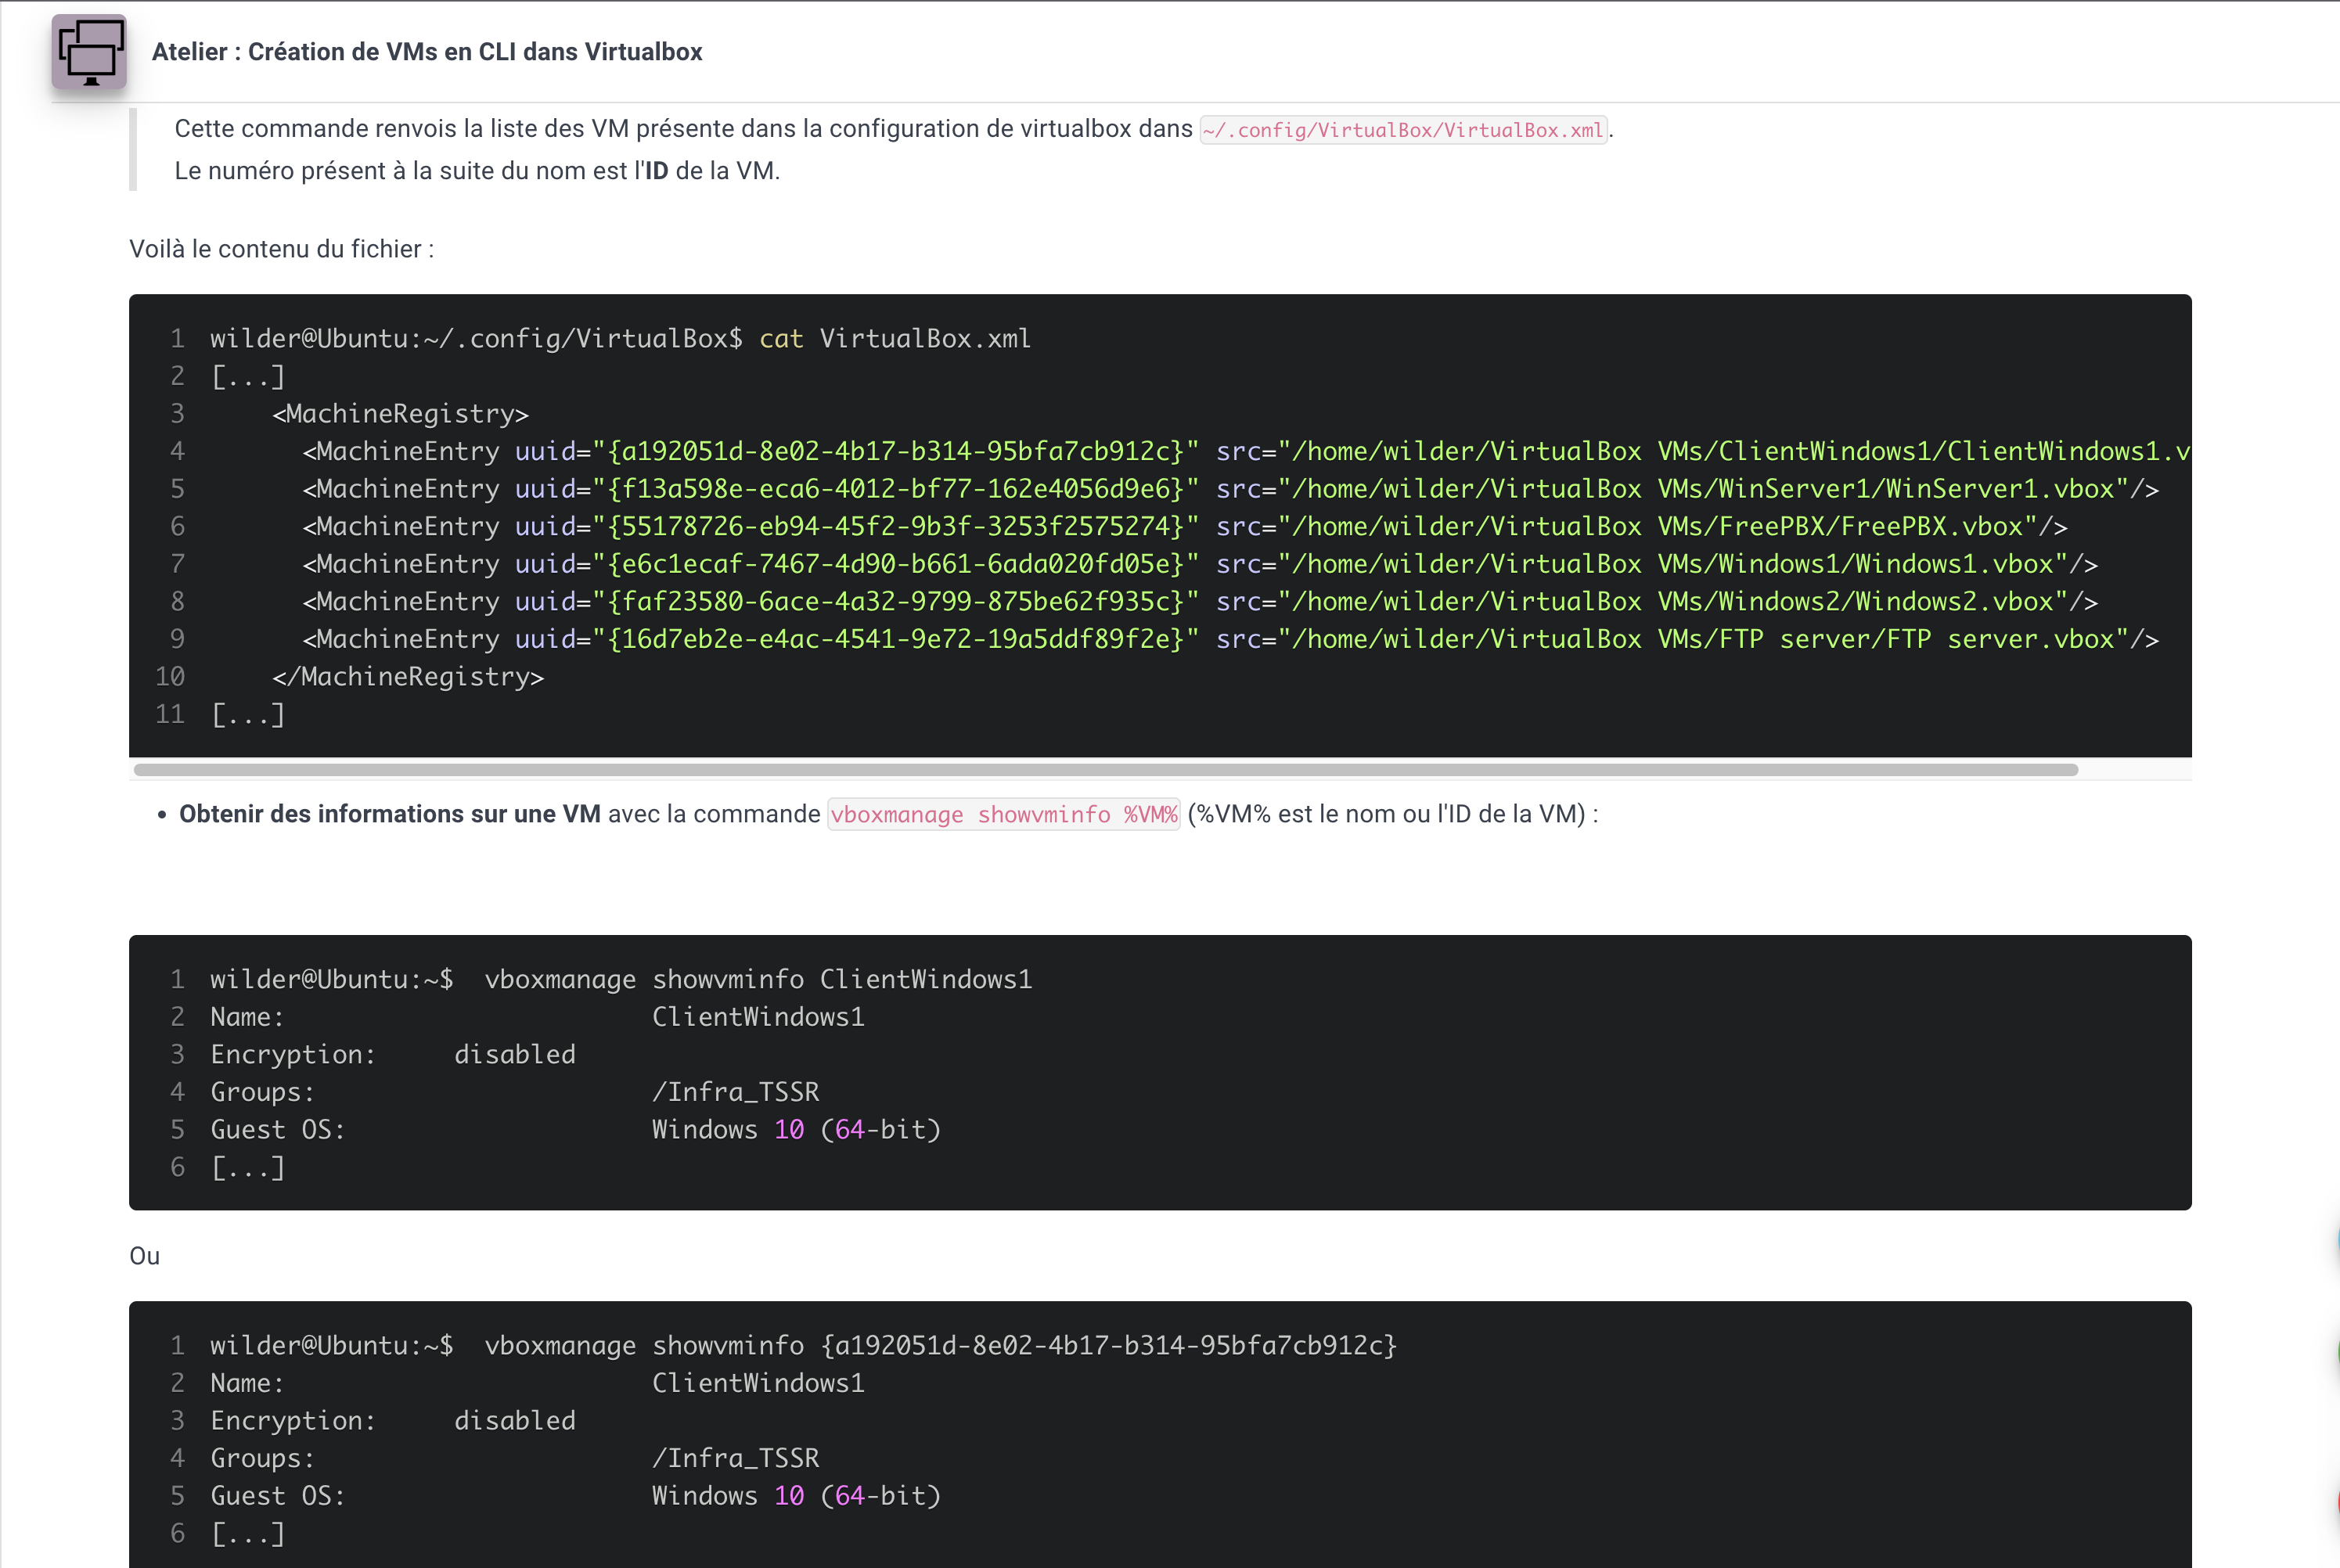 Atelier : Création de VMs en CLI dans Virtualbox
Cette commande renvois la liste des VM présente dans la configuration de virtualbox dans ~/.config/VirtualBox/VirtualBox.xml.
Le numéro présent à la suite du nom est l'ID de la VM.
Voilà le contenu du fichier :
1 wilder@Ubuntu:~/.config/VirtualBox$ cat VirtualBox.xml
2 [...]
3     <MachineRegistry>
4       <MachineEntry uuid="{a192051d-8e02-4b17-b314-95bfa7cb912c}" src="/home/wilder/VirtualBox VMs/ClientWindows1/ClientWindows1.v
5       <MachineEntry uuid="{f13a598e-eca6-4012-bf77-162e4056d9e6}" src="/home/wilder/VirtualBox VMs/WinServer1/WinServer1.vbox"/>
6       <MachineEntry uuid="{55178726-eb94-45f2-9b3f-3253f2575274}" src="/home/wilder/VirtualBox VMs/FreePBX/FreePBX.vbox"/>
7       <MachineEntry uuid="{e6c1ecaf-7467-4d90-b661-6ada020fd05e}" src="/home/wilder/VirtualBox VMs/Windows1/Windows1.vbox"/>
8       <MachineEntry uuid="{faf23580-6ace-4a32-9799-875be62f935c}" src="/home/wilder/VirtualBox VMs/Windows2/Windows2.vbox"/>
9       <MachineEntry uuid="{16d7eb2e-e4ac-4541-9e72-19a5ddf89f2e}" src="/home/wilder/VirtualBox VMs/FTP server/FTP server.vbox"/>
10     </MachineRegistry>
11 [...]
• Obtenir des informations sur une VM avec la commande vboxmanage showvminfo %VM% (%VM% est le nom ou l'ID de la VM) :
1 wilder@Ubuntu:~$  vboxmanage showvminfo ClientWindows1
2 Name:                        ClientWindows1
3 Encryption:     disabled
4 Groups:                      /Infra_TSSR
5 Guest OS:                    Windows 10 (64-bit)
6 [...]
Ou
1 wilder@Ubuntu:~$  vboxmanage showvminfo {a192051d-8e02-4b17-b314-95bfa7cb912c}
2 Name:                        ClientWindows1
3 Encryption:     disabled
4 Groups:                      /Infra_TSSR
5 Guest OS:                    Windows 10 (64-bit)
6 [...]